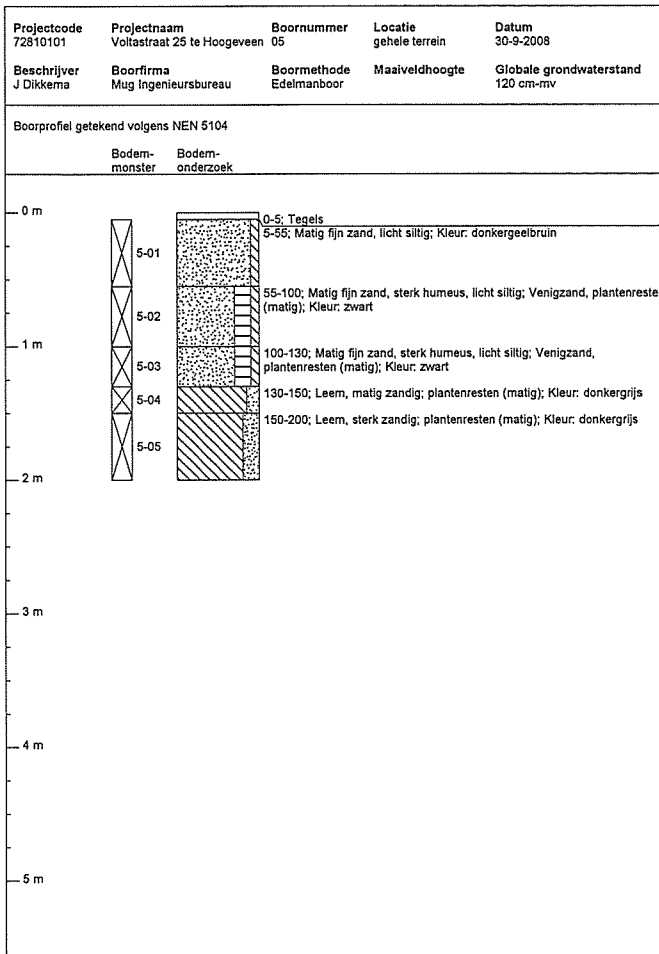 Projectcode Projectnaam Boornummer Locatie Datum
72810101 Voltastraat 25 te Hoogeveen 05 gehele terrein 30-9-2008
Beschrijver Boorfirma Boormethode Maaiveldhoogte Globale grondwaterstand
J Dikkema Mug Ingenieursbureau Edelmanboor 120 cm-mv
Boorprofiel getekend volgens NEN 5104
Bodem- Bodem-
monster onderzoek
0 m
0-5; Tegels
5-55; Matig fijn zand, licht siltig; Kleur: donkergeelbruin
5-01
55-100; Matig fijn zand, sterk humeus, licht siltig; Venigzand, plantenreste
(matig); Kleur: zwart
5-02
1 m
100-130; Matig fijn zand, sterk humeus, licht siltig; Venigzand,
plantenresten (matig); Kleur: zwart
5-03
130-150; Leem, matig zandig; plantenresten (matig); Kleur: donkergrijs
5-04
150-200; Leem, sterk zandig; plantenresten (matig); Kleur: donkergrijs
5-05
2 m
3 m
4 m
5 m